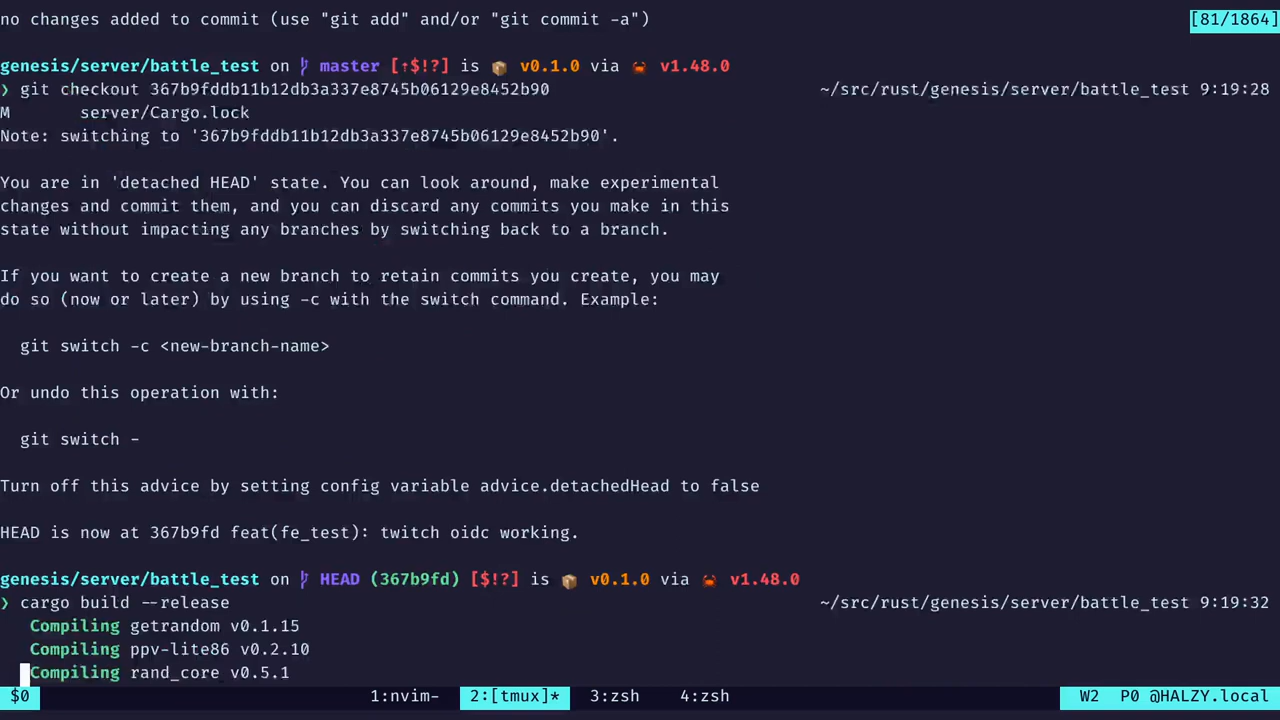 no changes added to commit (use "git add" and/or "git commit -a")
[81/1864]
genesis/server/battle_test on master [↑$!?] is 📦 v0.1.0 via 🦀 v1.48.0
❯ git checkout 367b9fddb11b12db3a337e8745b06129e8452b90 ~/src/rust/genesis/server/battle_test 9:19:28
M server/Cargo.lock
Note: switching to '367b9fddb11b12db3a337e8745b06129e8452b90'.
You are in 'detached HEAD' state. You can look around, make experimental
changes and commit them, and you can discard any commits you make in this
state without impacting any branches by switching back to a branch.
If you want to create a new branch to retain commits you create, you may
do so (now or later) by using -c with the switch command. Example:
git switch -c <new-branch-name>
Or undo this operation with:
git switch -
Turn off this advice by setting config variable advice.detachedHead to false
HEAD is now at 367b9fd feat(fe_test): twitch oidc working.
genesis/server/battle_test on HEAD (367b9fd) [$!?] is 📦 v0.1.0 via 🦀 v1.48.0
❯ cargo build --release ~/src/rust/genesis/server/battle_test 9:19:32
Compiling getrandom v0.1.15
Compiling ppv-lite86 v0.2.10
Compiling rand_core v0.5.1
$0 1:nvim- 2:[tmux]* 3:zsh 4:zsh W2 P0 @HALZY.local